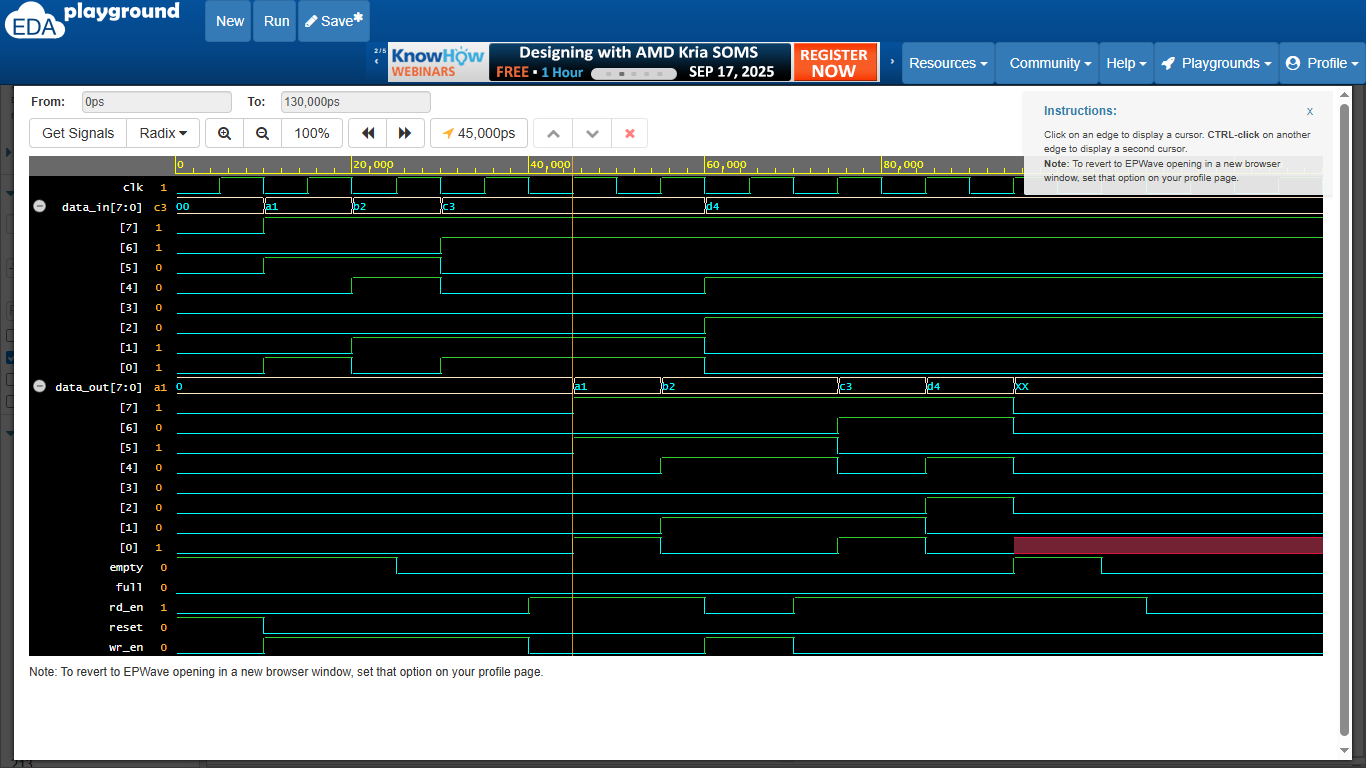 EDA playground
New Run Save*
2/5
KnowHow WEBINARS
Designing with AMD Kria SOMS
FREE • 1 Hour SEP 17, 2025
REGISTER NOW
Resources Community Help Playgrounds Profile
From: 0ps To: 130,000ps
Get Signals Radix 100% 45,000ps
Instructions: X
Click on an edge to display a cursor. CTRL-click on another
edge to display a second cursor.
Note: To revert to EPWave opening in a new browser
window, set that option on your profile page.
0 20,000 40,000 60,000 80,000
clk 1
data_in[7:0] c3 00 a1 b2 c3 d4
[7] 1
[6] 1
[5] 0
[4] 0
[3] 0
[2] 0
[1] 1
[0] 1
data_out[7:0] a1 0 a1 b2 c3 d4 XX
[7] 1
[6] 0
[5] 1
[4] 0
[3] 0
[2] 0
[1] 0
[0] 1
empty 0
full 0
rd_en 1
reset 0
wr_en 0
Note: To revert to EPWave opening in a new browser window, set that option on your profile page.